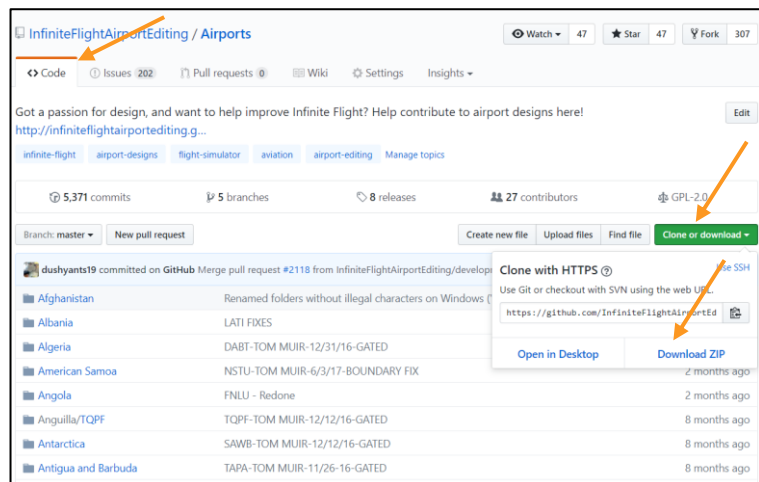 InfiniteFlightAirportEditing / Airports
Watch 47 Star 47 Fork 307
Code Issues 202 Pull requests 0 Wiki Settings Insights
Got a passion for design, and want to help improve Infinite Flight? Help contribute to airport designs here!
Edit
http://infiniteflightairportediting.g...
infinite-flight airport-designs flight-simulator aviation airport-editing Manage topics
5,371 commits 5 branches 8 releases 27 contributors GPL-2.0
Branch: master New pull request Create new file Upload files Find file Clone or download
dushyants19 committed on GitHub Merge pull request #2118 from InfiniteFlightAirportEditing/develop
Clone with HTTPS Use SSH
Use Git or checkout with SVN using the web URL.
https://github.com/InfiniteFlightAirportEd
Open in Desktop Download ZIP
Afghanistan Renamed folders without illegal characters on Windows
Albania LATI FIXES
Algeria DABT-TOM MUIR-12/31/16-GATED
American Samoa NSTU-TOM MUIR-6/3/17-BOUNDARY FIX 2 months ago
Angola FNLU - Redone 2 months ago
Anguilla/TQPF TQPF-TOM MUIR-12/12/16-GATED 8 months ago
Antarctica SAWB-TOM MUIR-12/12/16-GATED 8 months ago
Antigua and Barbuda TAPA-TOM MUIR-11/26-16-GATED 8 months ago